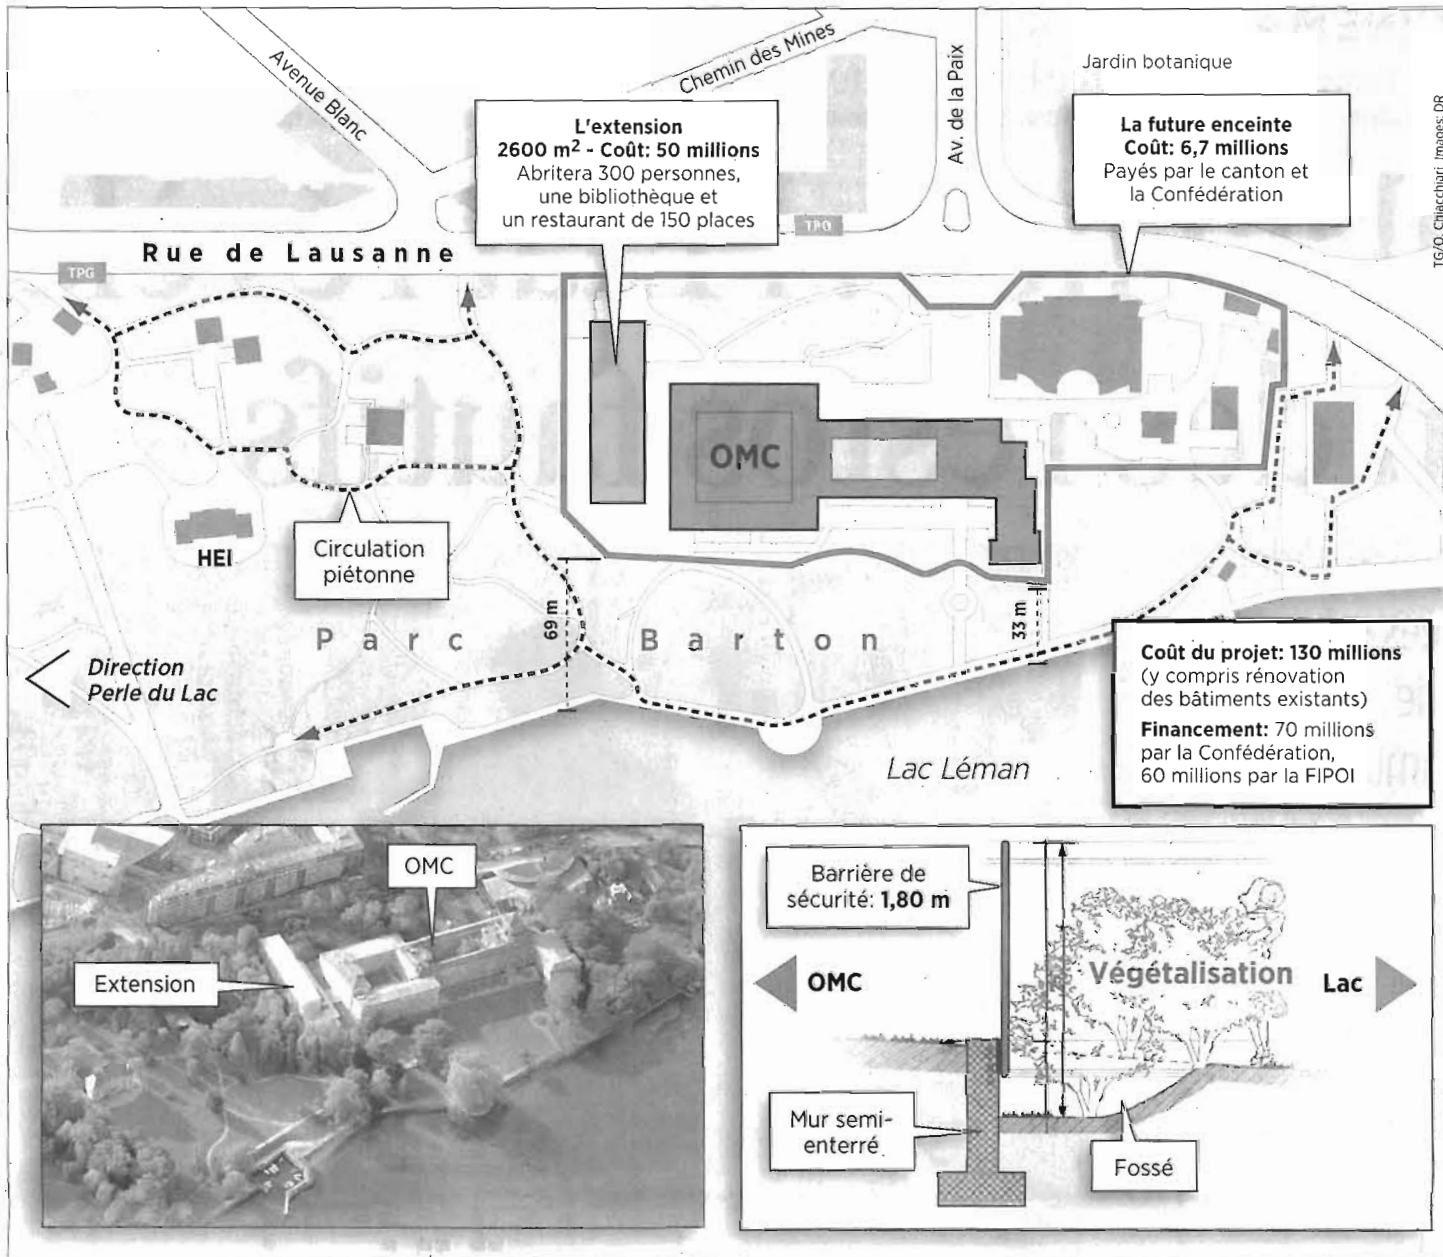 Avenue Blanc
Chemin des Mines
Av. de la Paix
Jardin botanique
L'extension
2600 m² - Coût: 50 millions
Abritera 300 personnes,
une bibliothèque et
un restaurant de 150 places
La future enceinte
Coût: 6,7 millions
Payés par le canton et
la Confédération
TG/O. Chiacchiari. Images: DR
Rue de Lausanne
TPG
TPG
OMC
HEI
Circulation
piétonne
69 m
33 m
Parc Barton
Direction
Perle du Lac
Lac Léman
Coût du projet: 130 millions
(y compris rénovation
des bâtiments existants)
Financement: 70 millions
par la Confédération,
60 millions par la FIPOI
OMC
Extension
Barrière de
sécurité: 1,80 m
OMC
Végétalisation
Lac
Mur semi-
enterré
Fossé